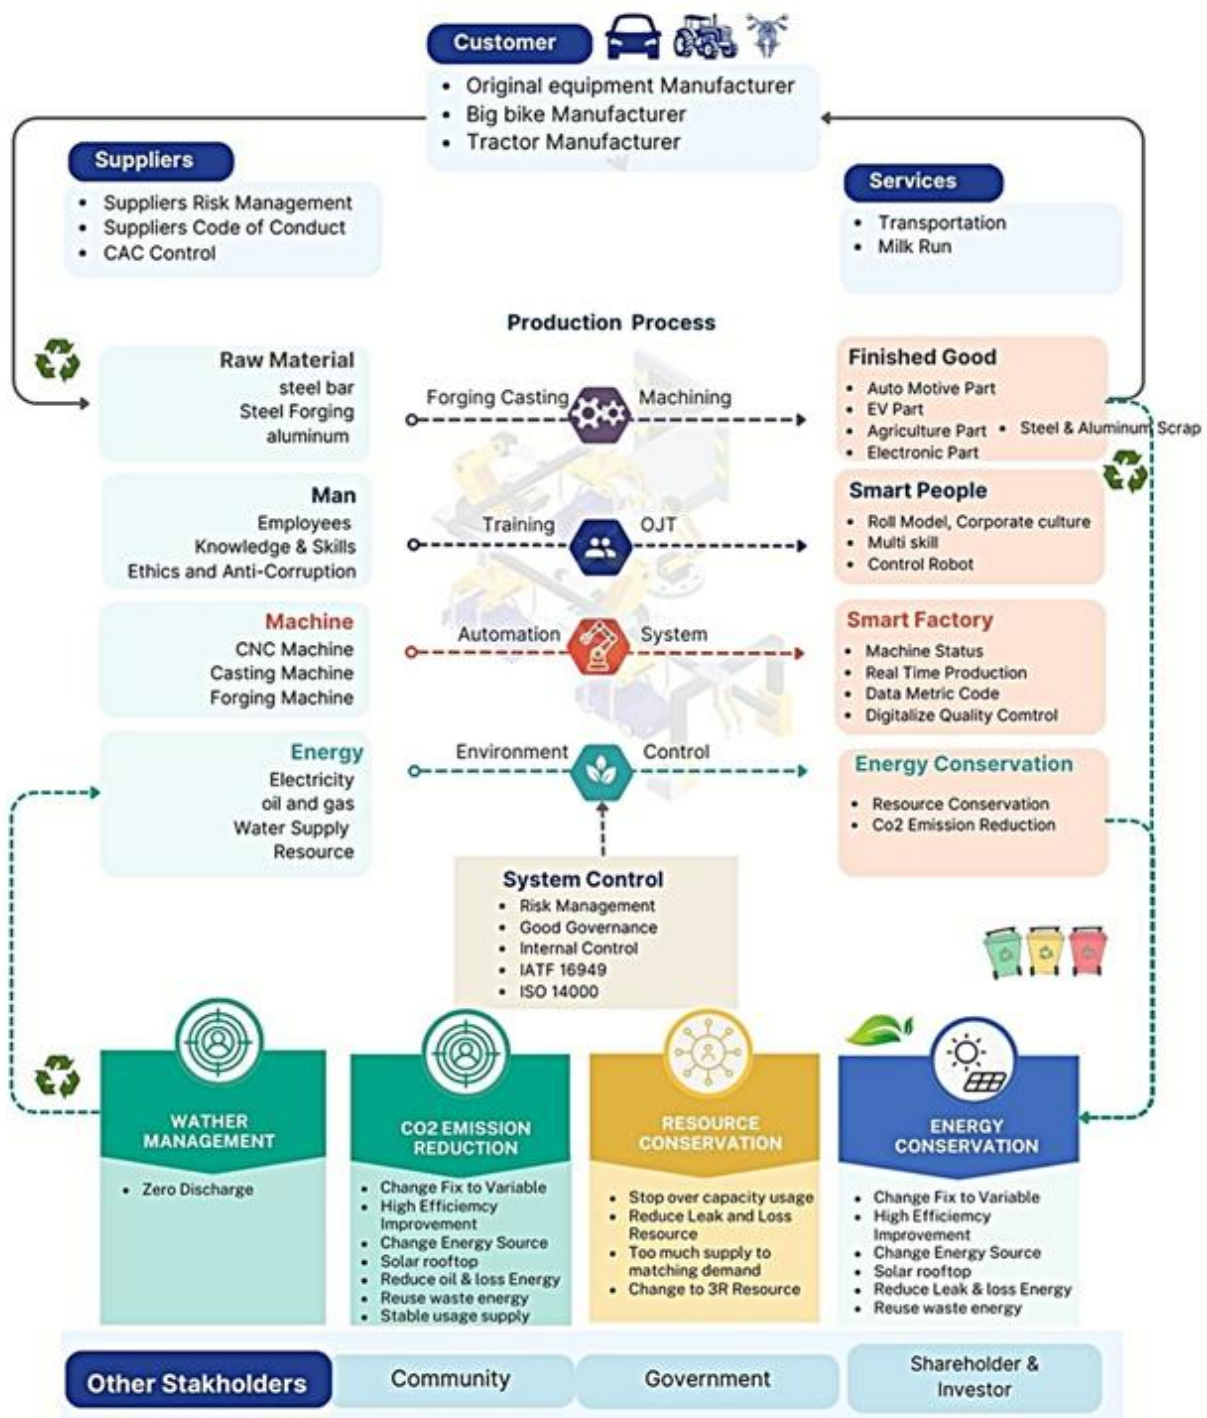 Customer
• Original equipment Manufacturer
• Big bike Manufacturer
• Tractor Manufacturer
Suppliers
• Suppliers Risk Management
• Suppliers Code of Conduct
• CAC Control
Services
• Transportation
• Milk Run
Production Process
Raw Material
steel bar
Steel Forging
aluminum
Forging Casting
Machining
Finished Good
• Auto Motive Part
• EV Part
• Agriculture Part
• Electronic Part
• Steel & Aluminum Scrap
Man
Employees
Knowledge & Skills
Ethics and Anti-Corruption
Training
OJT
Smart People
• Roll Model, Corporate culture
• Multi skill
• Control Robot
Machine
CNC Machine
Casting Machine
Forging Machine
Automation
System
Smart Factory
• Machine Status
• Real Time Production
• Data Metric Code
• Digitalize Quality Comtrol
Energy
Electricity
oil and gas
Water Supply
Resource
Environment
Control
Energy Conservation
• Resource Conservation
• Co2 Emission Reduction
System Control
• Risk Management
• Good Governance
• Internal Control
• IATF 16949
• ISO 14000
WATHER
MANAGEMENT
• Zero Discharge
CO2 EMISSION
REDUCTION
• Change Fix to Variable
• High Efficiemcy
Improvement
• Change Energy Source
• Solar rooftop
• Reduce oil & loss Energy
• Reuse waste energy
• Stable usage supply
RESOURCE
CONSERVATION
• Stop over capacity usage
• Reduce Leak and Loss
Resource
• Too much supply to
matching demand
• Change to 3R Resource
ENERGY
CONSERVATION
• Change Fix to Variable
• High Efficiemcy
Improvement
• Change Energy Source
• Solar rooftop
• Reduce Leak & loss Energy
• Reuse waste energy
Other Stakholders
Community
Government
Shareholder &
Investor